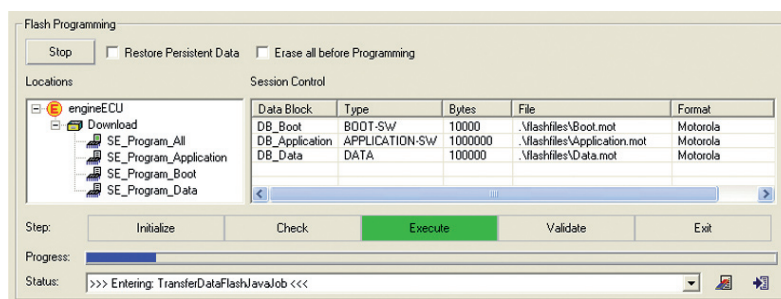 Flash Programming
Stop Restore Persistent Data Erase all before Programming
Locations Session Control
E engineECU
Download
SE_Program_All
SE_Program_Application
SE_Program_Boot
SE_Program_Data
Data Block Type Bytes File Format
DB_Boot BOOT-SW 10000 .\flashfiles\Boot.mot Motorola
DB_Application APPLICATION-SW 1000000 .\flashfiles\Application.mot Motorola
DB_Data DATA 100000 .\flashfiles\Data.mot Motorola
Step: Initialize Check Execute Validate Exit
Progress:
Status: >>> Entering: TransferDataFlashJavaJob <<<